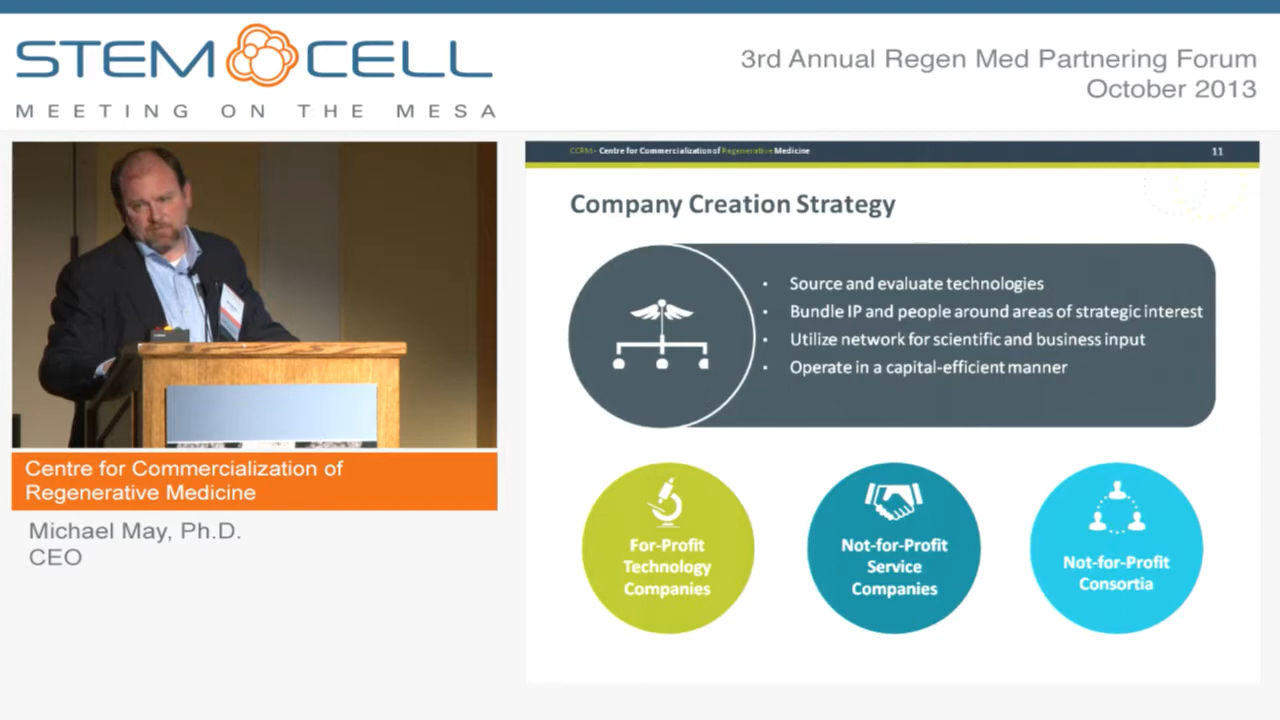 STEM CELL
MEETING ON THE MESA
3rd Annual Regen Med Partnering Forum
October 2013
CCRM - Centre for Commercialization of Regenerative Medicine
11
Company Creation Strategy
• Source and evaluate technologies
• Bundle IP and people around areas of strategic interest
• Utilize network for scientific and business input
• Operate in a capital-efficient manner
For-Profit
Technology
Companies
Not-for-Profit
Service
Companies
Not-for-Profit
Consortia
Centre for Commercialization of
Regenerative Medicine
Michael May, Ph.D.
CEO